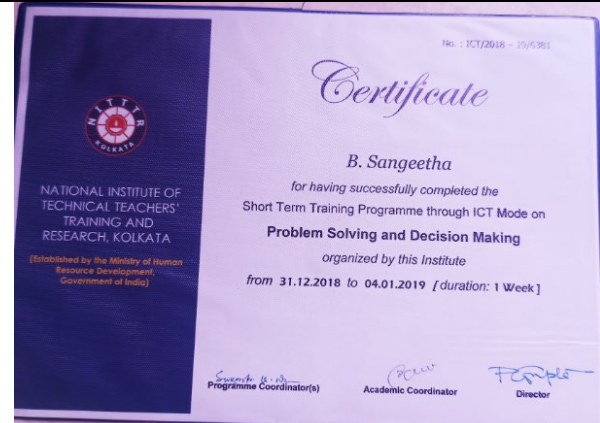 No. : ICT/2018 – 19/6381
Certificate
NITTTR
KOLKATA
NATIONAL INSTITUTE OF
TECHNICAL TEACHERS'
TRAINING AND
RESEARCH, KOLKATA
(Established by the Ministry of Human
Resource Development,
Government of India)
B. Sangeetha
for having successfully completed the
Short Term Training Programme through ICT Mode on
Problem Solving and Decision Making
organized by this Institute
from 31.12.2018 to 04.01.2019 [duration: 1 Week]
Programme Coordinator(s)
Academic Coordinator
Director